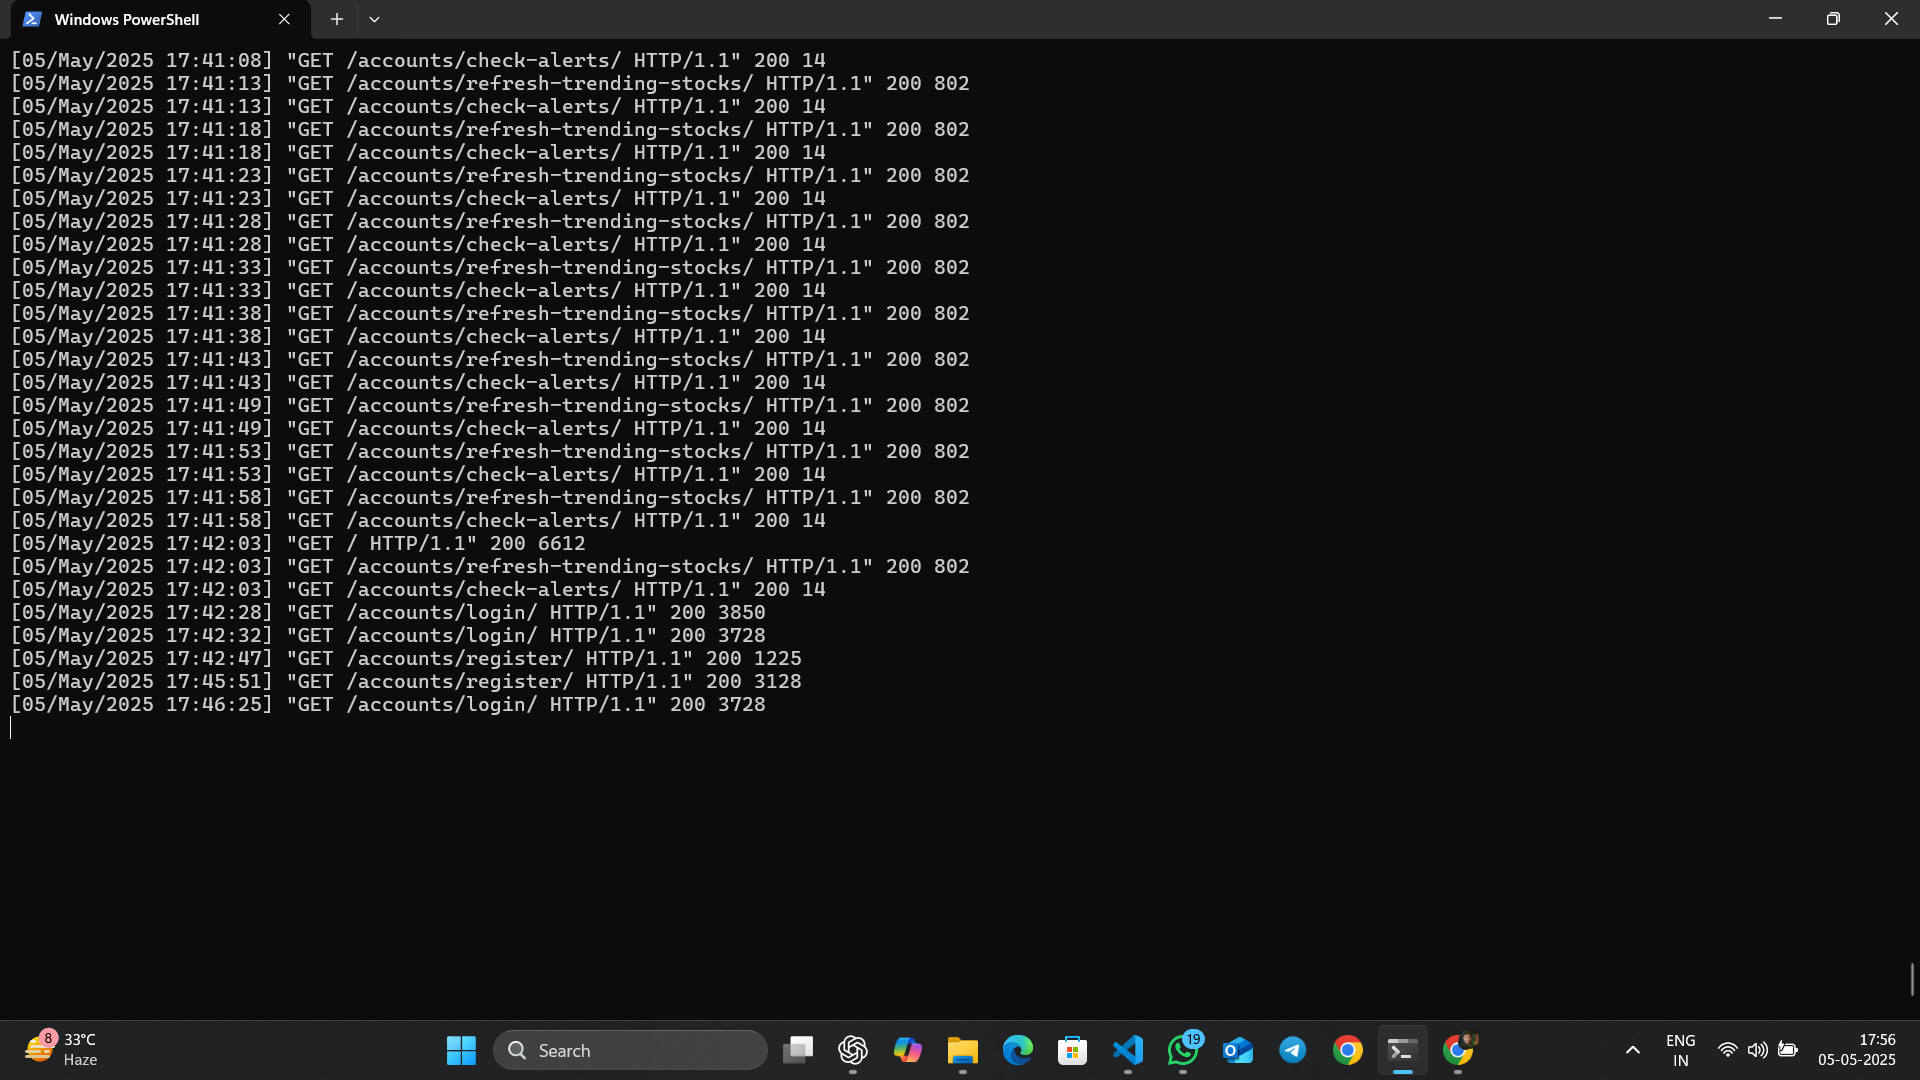 Windows PowerShell
[05/May/2025 17:41:08] "GET /accounts/check-alerts/ HTTP/1.1" 200 14
[05/May/2025 17:41:13] "GET /accounts/refresh-trending-stocks/ HTTP/1.1" 200 802
[05/May/2025 17:41:13] "GET /accounts/check-alerts/ HTTP/1.1" 200 14
[05/May/2025 17:41:18] "GET /accounts/refresh-trending-stocks/ HTTP/1.1" 200 802
[05/May/2025 17:41:18] "GET /accounts/check-alerts/ HTTP/1.1" 200 14
[05/May/2025 17:41:23] "GET /accounts/refresh-trending-stocks/ HTTP/1.1" 200 802
[05/May/2025 17:41:23] "GET /accounts/check-alerts/ HTTP/1.1" 200 14
[05/May/2025 17:41:28] "GET /accounts/refresh-trending-stocks/ HTTP/1.1" 200 802
[05/May/2025 17:41:28] "GET /accounts/check-alerts/ HTTP/1.1" 200 14
[05/May/2025 17:41:33] "GET /accounts/refresh-trending-stocks/ HTTP/1.1" 200 802
[05/May/2025 17:41:33] "GET /accounts/check-alerts/ HTTP/1.1" 200 14
[05/May/2025 17:41:38] "GET /accounts/refresh-trending-stocks/ HTTP/1.1" 200 802
[05/May/2025 17:41:38] "GET /accounts/check-alerts/ HTTP/1.1" 200 14
[05/May/2025 17:41:43] "GET /accounts/refresh-trending-stocks/ HTTP/1.1" 200 802
[05/May/2025 17:41:43] "GET /accounts/check-alerts/ HTTP/1.1" 200 14
[05/May/2025 17:41:49] "GET /accounts/refresh-trending-stocks/ HTTP/1.1" 200 802
[05/May/2025 17:41:49] "GET /accounts/check-alerts/ HTTP/1.1" 200 14
[05/May/2025 17:41:53] "GET /accounts/refresh-trending-stocks/ HTTP/1.1" 200 802
[05/May/2025 17:41:53] "GET /accounts/check-alerts/ HTTP/1.1" 200 14
[05/May/2025 17:41:58] "GET /accounts/refresh-trending-stocks/ HTTP/1.1" 200 802
[05/May/2025 17:41:58] "GET /accounts/check-alerts/ HTTP/1.1" 200 14
[05/May/2025 17:42:03] "GET / HTTP/1.1" 200 6612
[05/May/2025 17:42:03] "GET /accounts/refresh-trending-stocks/ HTTP/1.1" 200 802
[05/May/2025 17:42:03] "GET /accounts/check-alerts/ HTTP/1.1" 200 14
[05/May/2025 17:42:28] "GET /accounts/login/ HTTP/1.1" 200 3850
[05/May/2025 17:42:32] "GET /accounts/login/ HTTP/1.1" 200 3728
[05/May/2025 17:42:47] "GET /accounts/register/ HTTP/1.1" 200 1225
[05/May/2025 17:45:51] "GET /accounts/register/ HTTP/1.1" 200 3128
[05/May/2025 17:46:25] "GET /accounts/login/ HTTP/1.1" 200 3728
8
33°C
Haze
Search
19
ENG
IN
17:56
05-05-2025